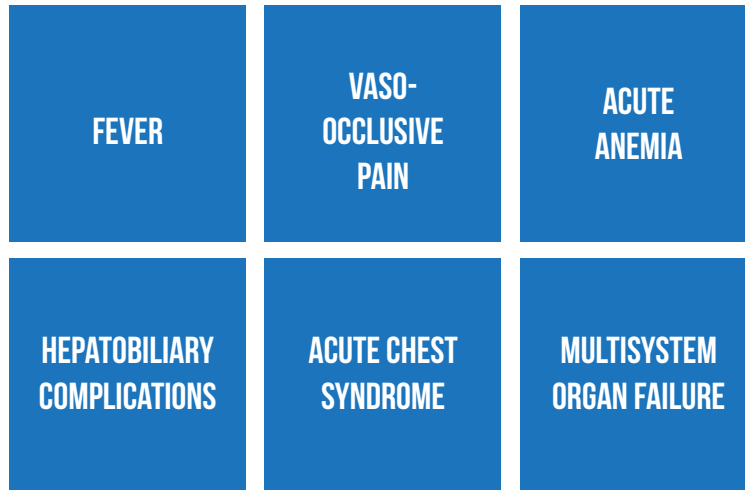 FEVER
VASO-
OCCLUSIVE
PAIN
ACUTE
ANEMIA
HEPATOBILIARY
COMPLICATIONS
ACUTE CHEST
SYNDROME
MULTISYSTEM
ORGAN FAILURE